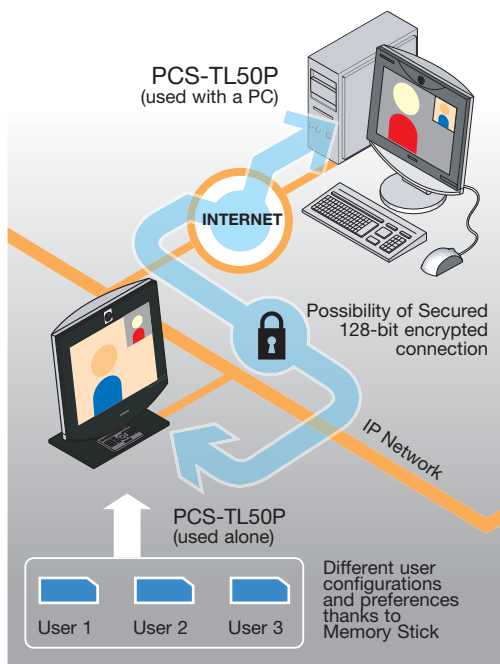 PCS-TL50P
(used with a PC)
INTERNET
Possibility of Secured
128-bit encrypted
connection
IP Network
PCS-TL50P
(used alone)
Different user
configurations
and preferences
thanks to
Memory Stick
User 1
User 2
User 3